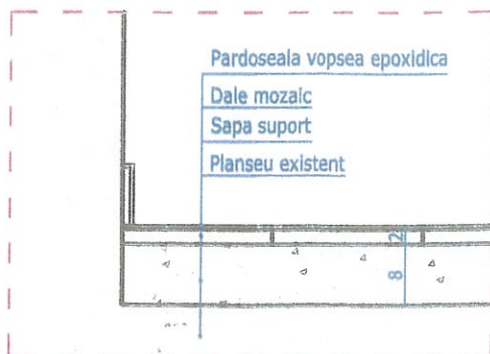 Pardoseala vopsea epoxidica
Dale mozaic
Sapa suport
Planseu existent
2
8